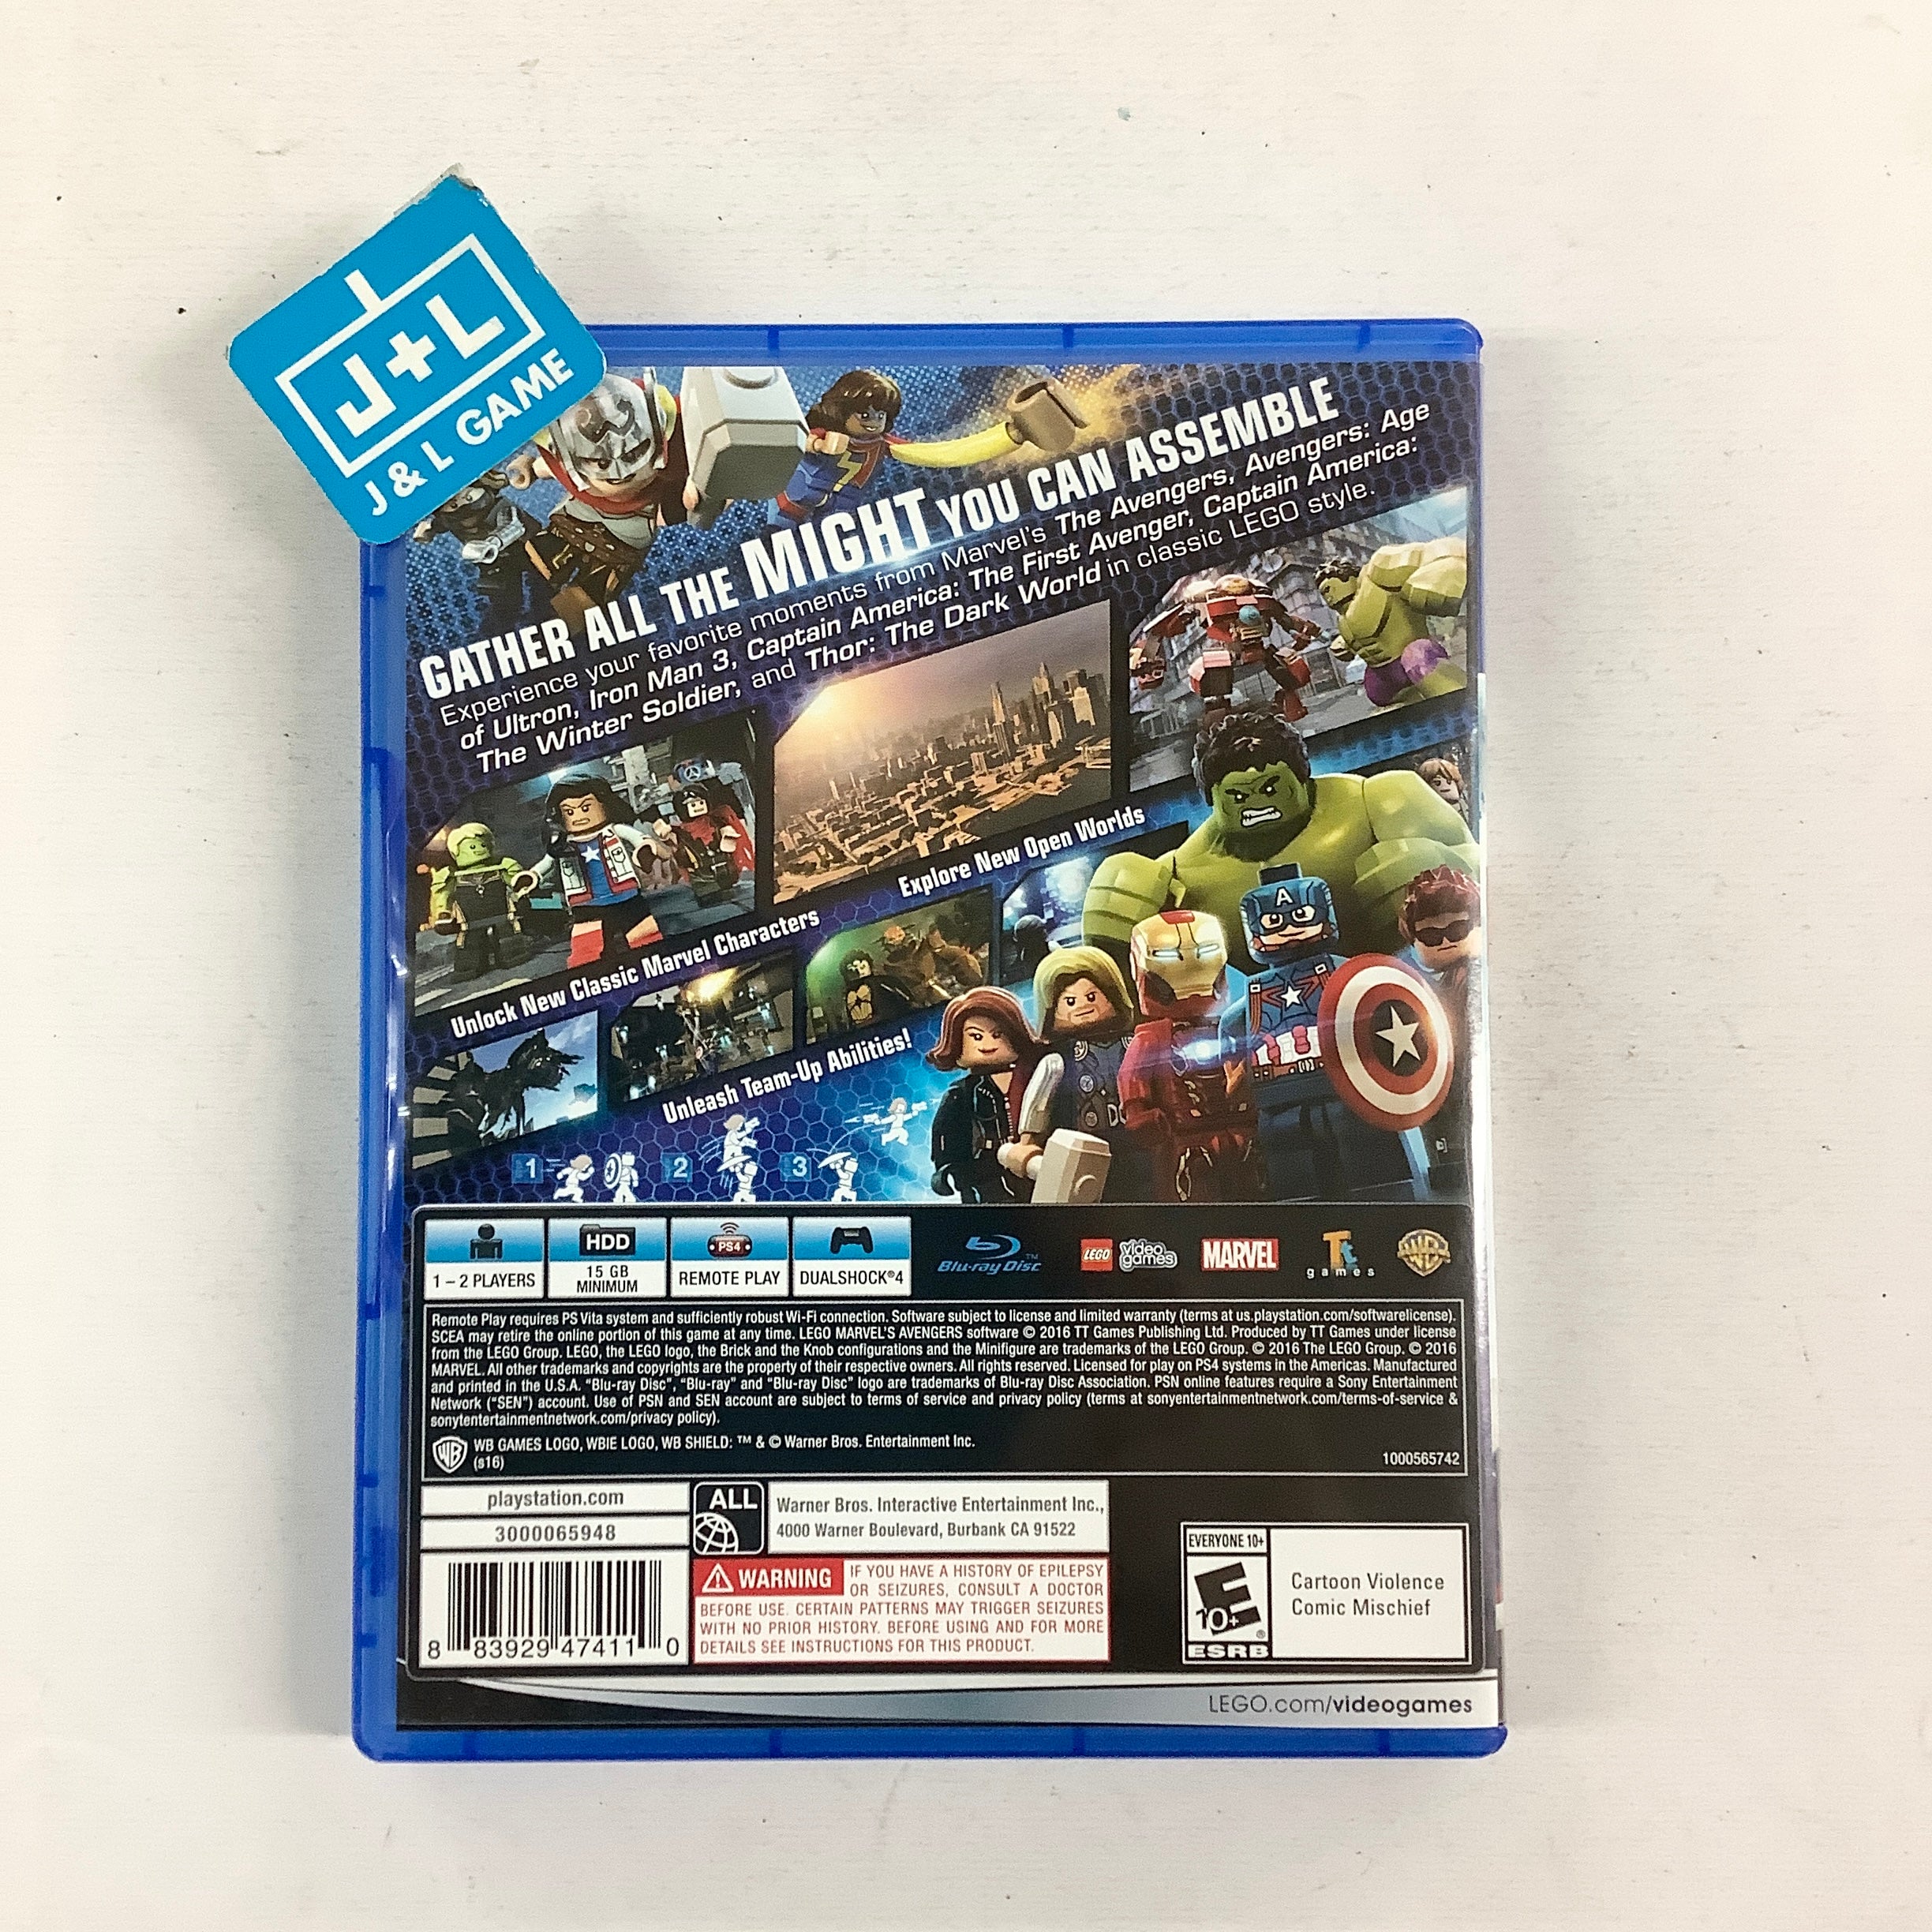 J+L
J & L GAME
GATHER ALL THE MIGHT YOU CAN ASSEMBLE
Experience your favorite moments from Marvel's The Avengers, Avengers: Age
of Ultron, Iron Man 3, Captain America: The First Avenger, Captain America:
The Winter Soldier, and Thor: The Dark World in classic LEGO style.
Explore New Open Worlds
Unlock New Classic Marvel Characters
Unleash Team-Up Abilities!
1 2 3
A
1 – 2 PLAYERS
HDD
15 GB
MINIMUM
PS4
REMOTE PLAY
DUALSHOCK®4
Blu-ray Disc™
LEGO video games
MARVEL
Tt games
WB
Remote Play requires PS Vita system and sufficiently robust Wi-Fi connection. Software subject to license and limited warranty (terms at us.playstation.com/softwarelicense).
SCEA may retire the online portion of this game at any time. LEGO MARVEL'S AVENGERS software © 2016 TT Games Publishing Ltd. Produced by TT Games under license
from the LEGO Group. LEGO, the LEGO logo, the Brick and the Knob configurations and the Minifigure are trademarks of the LEGO Group. © 2016 The LEGO Group. © 2016
MARVEL. All other trademarks and copyrights are the property of their respective owners. All rights reserved. Licensed for play on PS4 systems in the Americas. Manufactured
and printed in the U.S.A. "Blu-ray Disc", "Blu-ray" and "Blu-ray Disc" logo are trademarks of Blu-ray Disc Association. PSN online features require a Sony Entertainment
Network ("SEN") account. Use of PSN and SEN account are subject to terms of service and privacy policy (terms at sonyentertainmentnetwork.com/terms-of-service &
sonytentertainmentnetwork.com/privacy policy).
WB
WB GAMES LOGO, WBIE LOGO, WB SHIELD: ™ & © Warner Bros. Entertainment Inc.
(s16)
1000565742
playstation.com
3000065948
8 83929 47411 0
ALL
Warner Bros. Interactive Entertainment Inc.,
4000 Warner Boulevard, Burbank CA 91522
WARNING IF YOU HAVE A HISTORY OF EPILEPSY
OR SEIZURES, CONSULT A DOCTOR
BEFORE USE. CERTAIN PATTERNS MAY TRIGGER SEIZURES
WITH NO PRIOR HISTORY. BEFORE USING AND FOR MORE
DETAILS SEE INSTRUCTIONS FOR THIS PRODUCT.
EVERYONE 10+
E
10+
®
ESRB
Cartoon Violence
Comic Mischief
LEGO.com/videogames